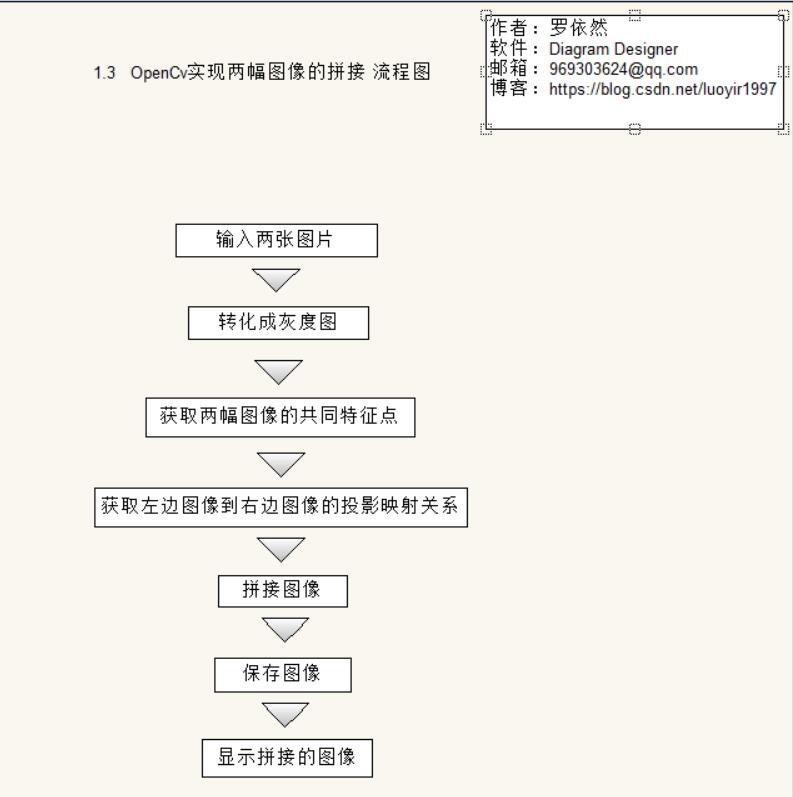 1.3 OpenCv实现两幅图像的拼接 流程图
作者：罗依然
软件：Diagram Designer
邮箱：969303624@qq.com
博客：https://blog.csdn.net/luoyir1997
输入两张图片
转化成灰度图
获取两幅图像的共同特征点
获取左边图像到右边图像的投影映射关系
拼接图像
保存图像
显示拼接的图像